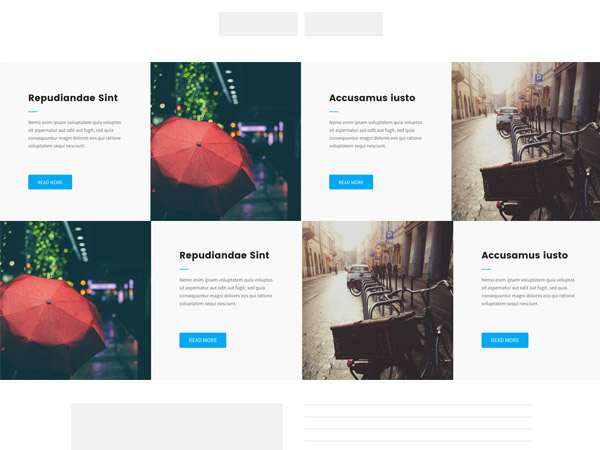 Repudiandae Sint
Nemo enim ipsam voluptatem quia voluptas
sit aspernatur aut odit aut fugit, sed quia
consequuntur magni dolores eos qui ratione
voluptatem sequi nesciunt.
READ MORE
Accusamus iusto
Nemo enim ipsam voluptatem quia voluptas
sit aspernatur aut odit aut fugit, sed quia
consequuntur magni dolores eos qui ratione
voluptatem sequi nesciunt.
READ MORE
Repudiandae Sint
Nemo enim ipsam voluptatem quia voluptas
sit aspernatur aut odit aut fugit, sed quia
consequuntur magni dolores eos qui ratione
voluptatem sequi nesciunt.
READ MORE
Accusamus iusto
Nemo enim ipsam voluptatem quia voluptas
sit aspernatur aut odit aut fugit, sed quia
consequuntur magni dolores eos qui ratione
voluptatem sequi nesciunt.
READ MORE